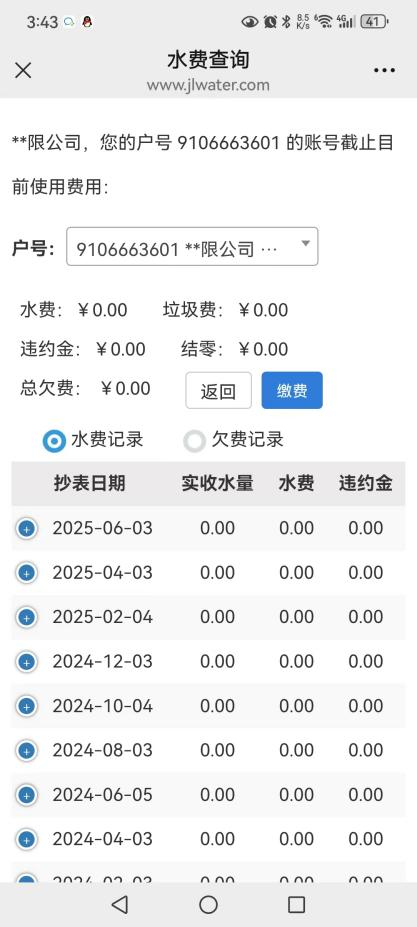 3:43 8.5 K/s 6 4G 41
水费查询
www.jlwater.com
**限公司，您的户号 9106663601 的账号截止目
前使用费用：
户号： 9106663601 **限公司 ···
水费： ￥0.00 垃圾费： ￥0.00
违约金： ￥0.00 结零： ￥0.00
总欠费： ￥0.00 返回 缴费
水费记录 欠费记录
抄表日期 实收水量 水费 违约金
2025-06-03 0.00 0.00 0.00
2025-04-03 0.00 0.00 0.00
2025-02-04 0.00 0.00 0.00
2024-12-03 0.00 0.00 0.00
2024-10-04 0.00 0.00 0.00
2024-08-03 0.00 0.00 0.00
2024-06-05 0.00 0.00 0.00
2024-04-03 0.00 0.00 0.00